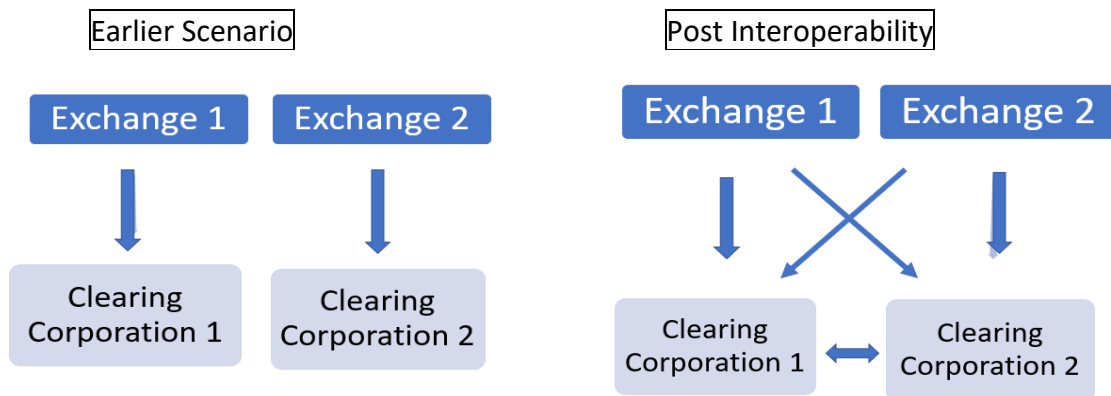 Earlier Scenario
Exchange 1
Exchange 2
Clearing
Corporation 1
Clearing
Corporation 2
Post Interoperability
Exchange 1
Exchange 2
Clearing
Corporation 1
Clearing
Corporation 2